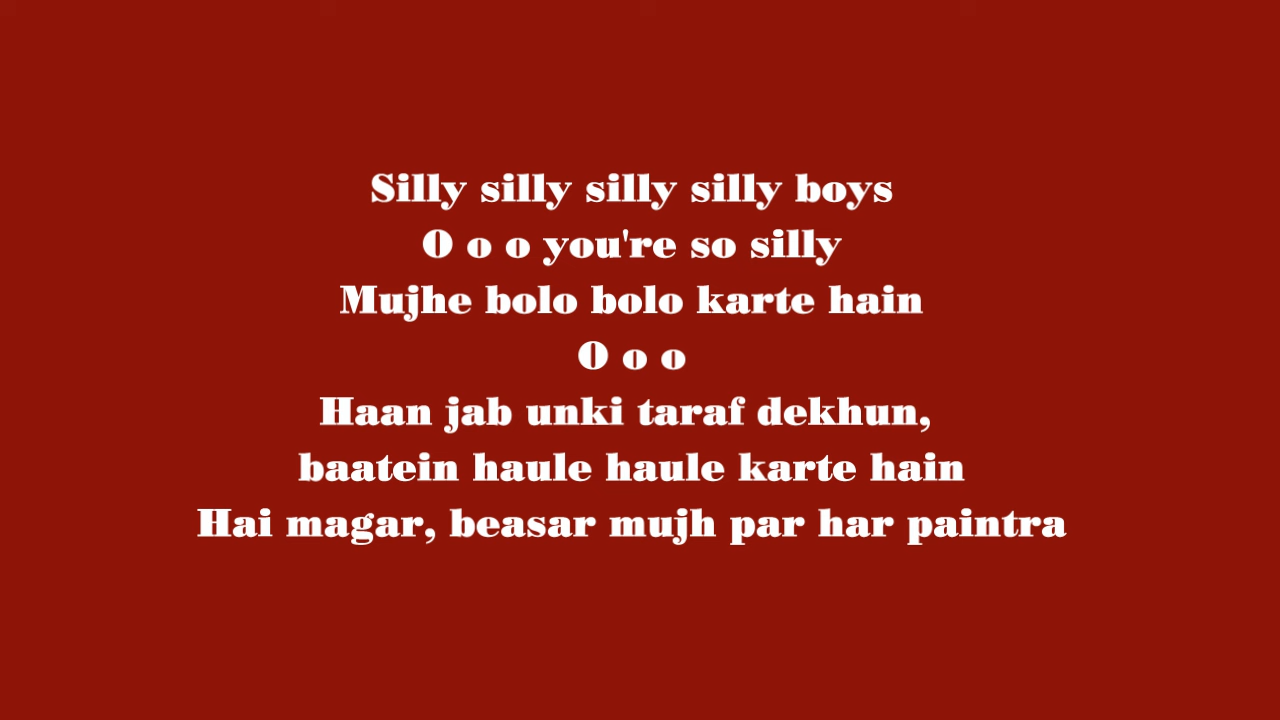 Silly silly silly silly boys
O o o you're so silly
Mujhe bolo bolo karte hain
O o o
Haan jab unki taraf dekhun,
baatein haule haule karte hain
Hai magar, beasar mujh par har paintra